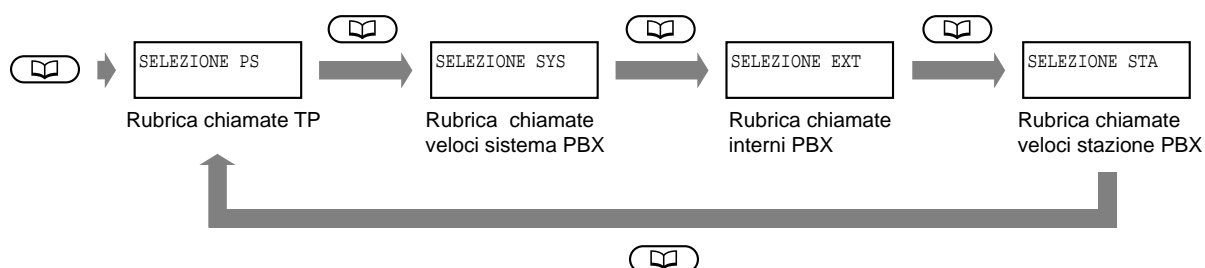 SELEZIONE PS
SELEZIONE SYS
SELEZIONE EXT
SELEZIONE STA
Rubrica chiamate TP
Rubrica chiamate
veloci sistema PBX
Rubrica chiamate
interni PBX
Rubrica chiamate
veloci stazione PBX